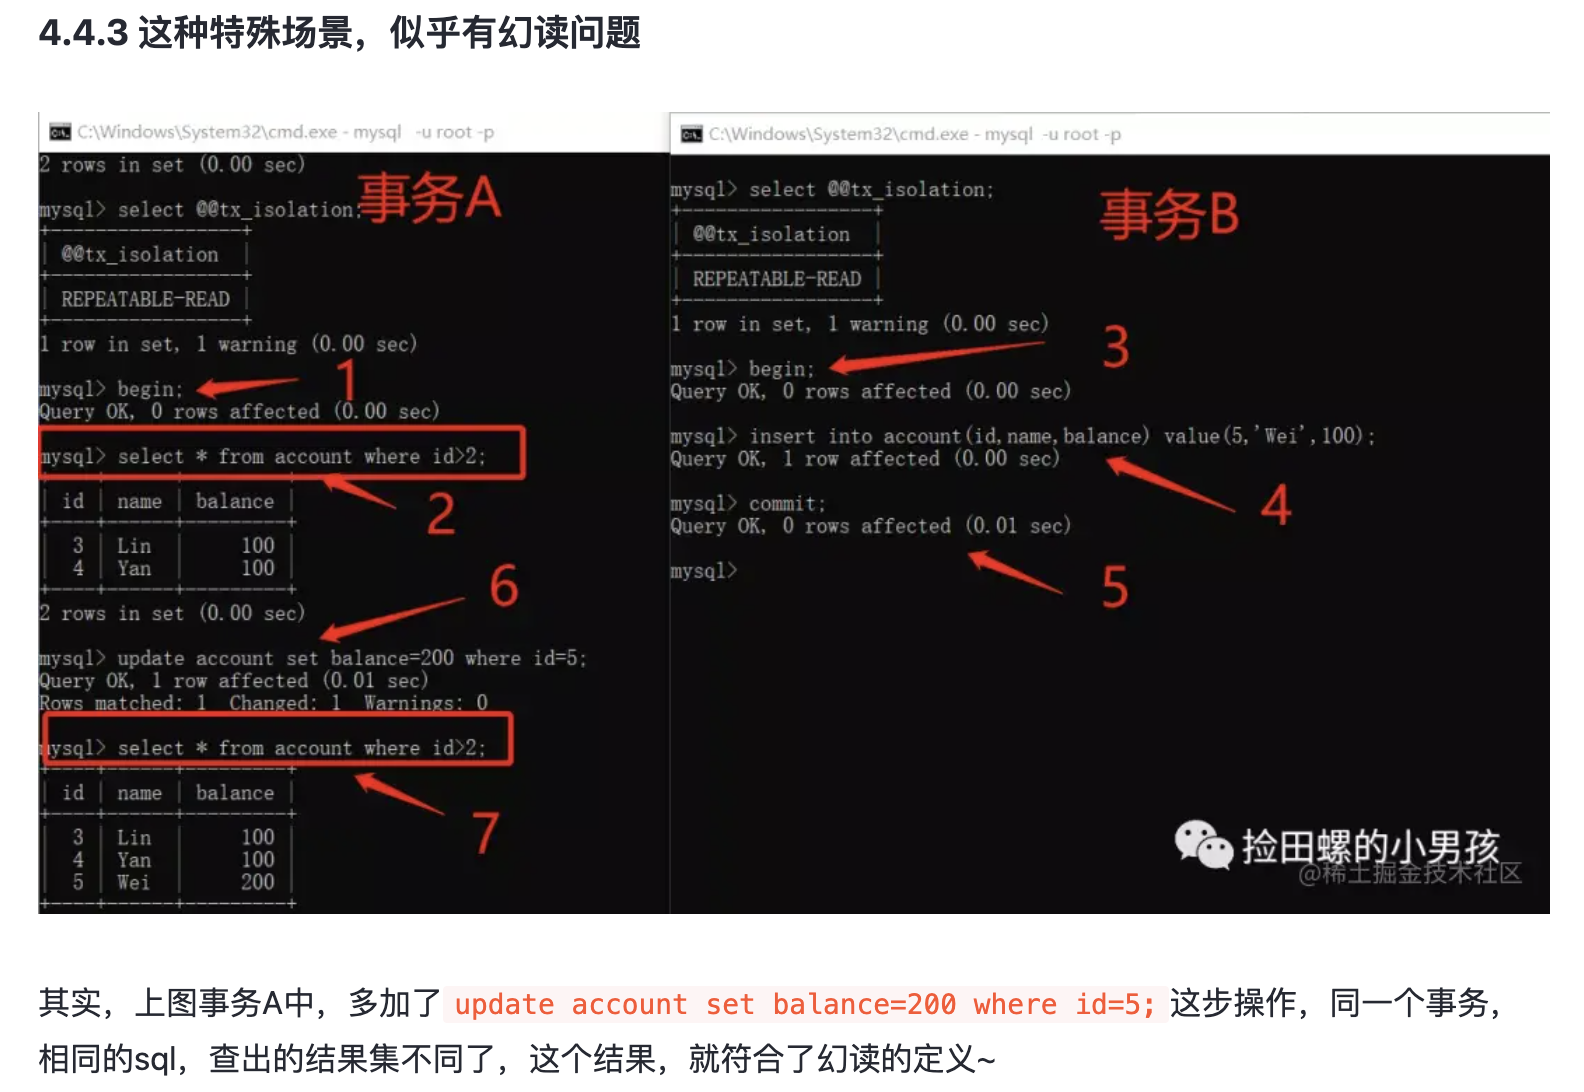 4.4.3 这种特殊场景，似乎有幻读问题
C:\Windows\System32\cmd.exe - mysql  -u root -p
2 rows in set (0.00 sec)
事务A
mysql> select @@tx_isolation;
@@tx_isolation
REPEATABLE-READ
1 row in set, 1 warning (0.00 sec)
1
mysql> begin;
Query OK, 0 rows affected (0.00 sec)
mysql> select * from account where id>2;
2
| id | name | balance |
| 3 | Lin | 100 |
| 4 | Yan | 100 |
6
2 rows in set (0.00 sec)
mysql> update account set balance=200 where id=5;
Query OK, 1 row affected (0.01 sec)
Rows matched: 1  Changed: 1  Warnings: 0
mysql> select * from account where id>2;
7
| id | name | balance |
| 3 | Lin | 100 |
| 4 | Yan | 100 |
| 5 | Wei | 200 |
C:\Windows\System32\cmd.exe - mysql  -u root -p
mysql> select @@tx_isolation;
事务B
@@tx_isolation
REPEATABLE-READ
1 row in set, 1 warning (0.00 sec)
3
mysql> begin;
Query OK, 0 rows affected (0.00 sec)
mysql> insert into account(id,name,balance) value(5,'Wei',100);
Query OK, 1 row affected (0.00 sec)
4
mysql> commit;
Query OK, 0 rows affected (0.01 sec)
5
mysql>
捡田螺的小男孩
@稀土掘金技术社区
其实，上图事务A中，多加了 update account set balance=200 where id=5; 这步操作，同一个事务，
相同的sql，查出的结果集不同了，这个结果，就符合了幻读的定义~